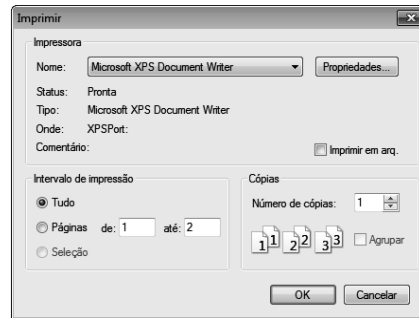 Imprimir
Impressora
Nome: Microsoft XPS Document Writer Propriedades...
Status: Pronta
Tipo: Microsoft XPS Document Writer
Onde: XPSPort:
Comentário: Imprimir em arq.
Intervalo de impressão
Tudo
Páginas de: 1 até: 2
Seleção
Cópias
Número de cópias: 1
1 1 2 2 3 3 Agrupar
OK Cancelar